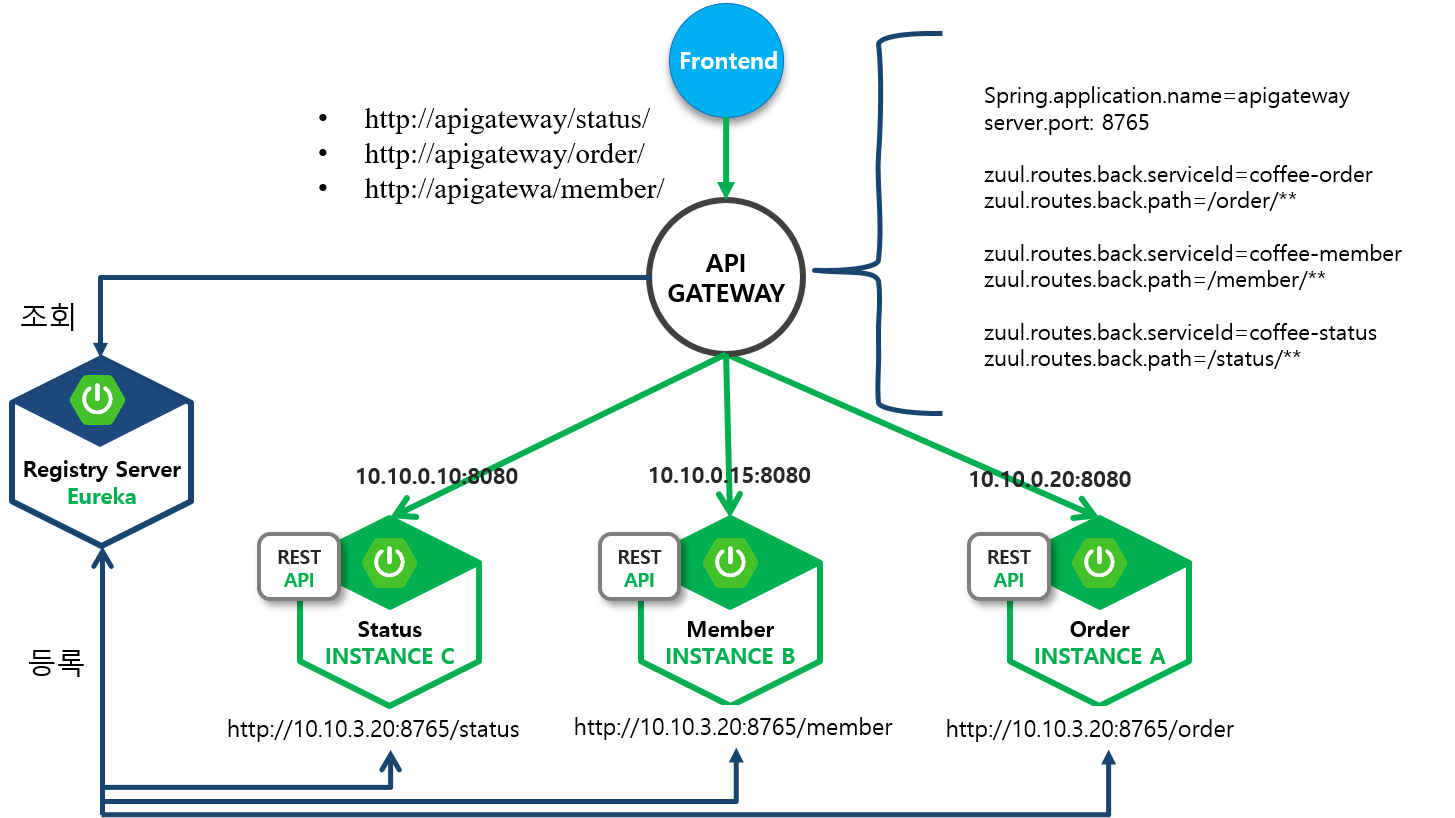 Frontend
• http://apigateway/status/
• http://apigateway/order/
• http://apigatewa/member/
Spring.application.name=apigateway
server.port: 8765
zuul.routes.back.serviceId=coffee-order
zuul.routes.back.path=/order/**
zuul.routes.back.serviceId=coffee-member
zuul.routes.back.path=/member/**
zuul.routes.back.serviceId=coffee-status
zuul.routes.back.path=/status/**
API
GATEWAY
조회
Registry Server
Eureka
10.10.0.10:8080
10.10.0.15:8080
10.10.0.20:8080
REST
API
Status
INSTANCE C
REST
API
Member
INSTANCE B
REST
API
Order
INSTANCE A
등록
http://10.10.3.20:8765/status
http://10.10.3.20:8765/member
http://10.10.3.20:8765/order